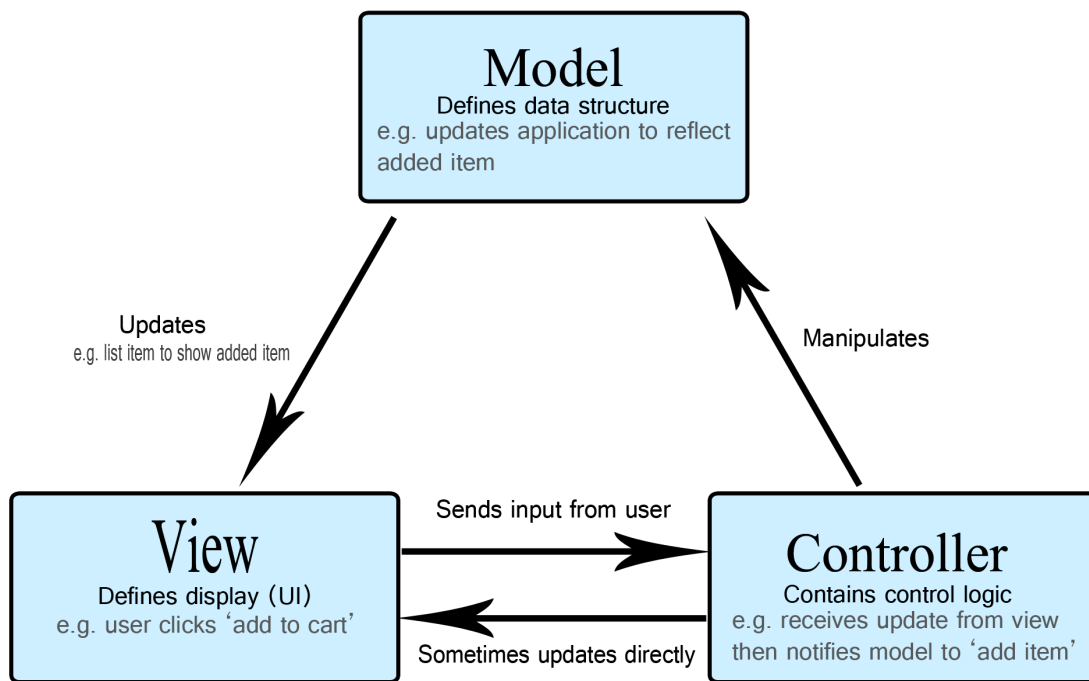 Model
Defines data structure
e.g. updates application to reflect
added item
Updates
e.g. list item to show added item
Manipulates
View
Defines display (UI)
e.g. user clicks ‘add to cart’
Sends input from user
Sometimes updates directly
Controller
Contains control logic
e.g. receives update from view
then notifies model to ‘add item’